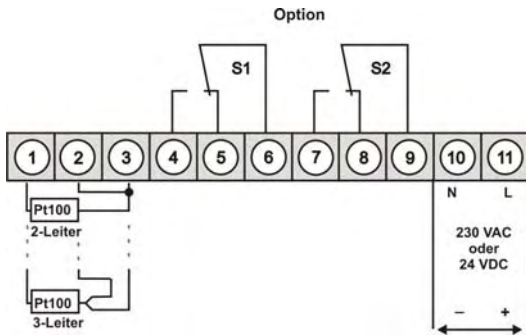 Option
S1 S2
1 2 3 4 5 6 7 8 9 10 11
Pt100
2-Leiter
Pt100
3-Leiter
N L
230 VAC
oder
24 VDC
– +